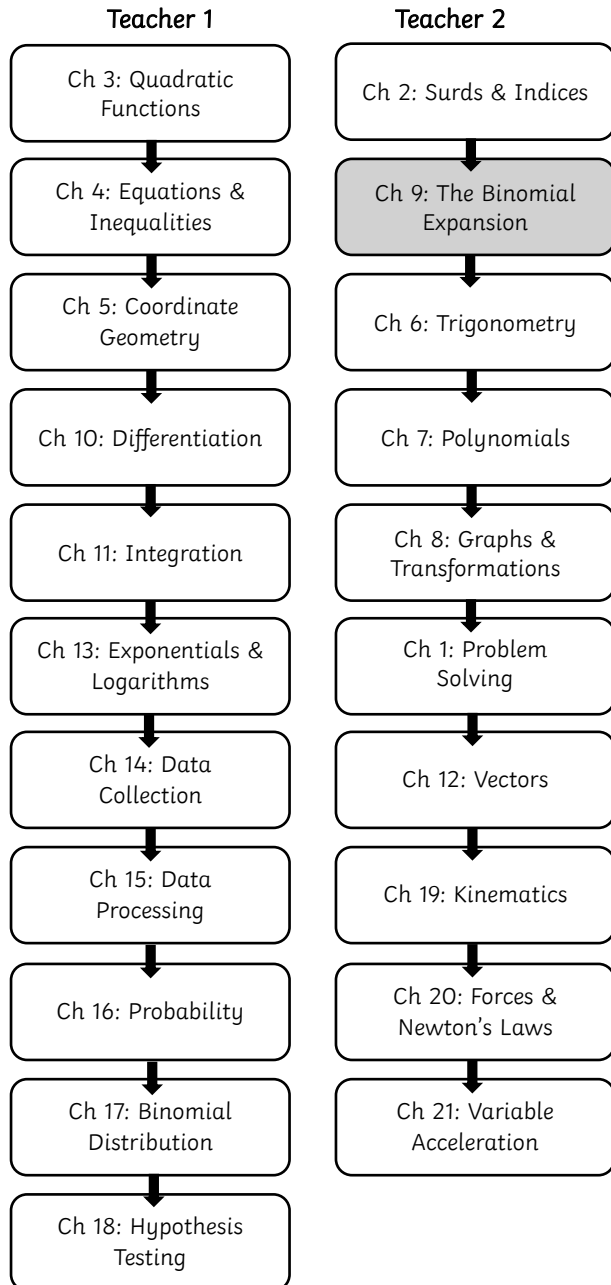 Teacher 1
Ch 3: Quadratic
Functions
Ch 4: Equations &
Inequalities
Ch 5: Coordinate
Geometry
Ch 10: Differentiation
Ch 11: Integration
Ch 13: Exponentials &
Logarithms
Ch 14: Data
Collection
Ch 15: Data
Processing
Ch 16: Probability
Ch 17: Binomial
Distribution
Ch 18: Hypothesis
Testing
Teacher 2
Ch 2: Surds & Indices
Ch 9: The Binomial
Expansion
Ch 6: Trigonometry
Ch 7: Polynomials
Ch 8: Graphs &
Transformations
Ch 1: Problem
Solving
Ch 12: Vectors
Ch 19: Kinematics
Ch 20: Forces &
Newton's Laws
Ch 21: Variable
Acceleration